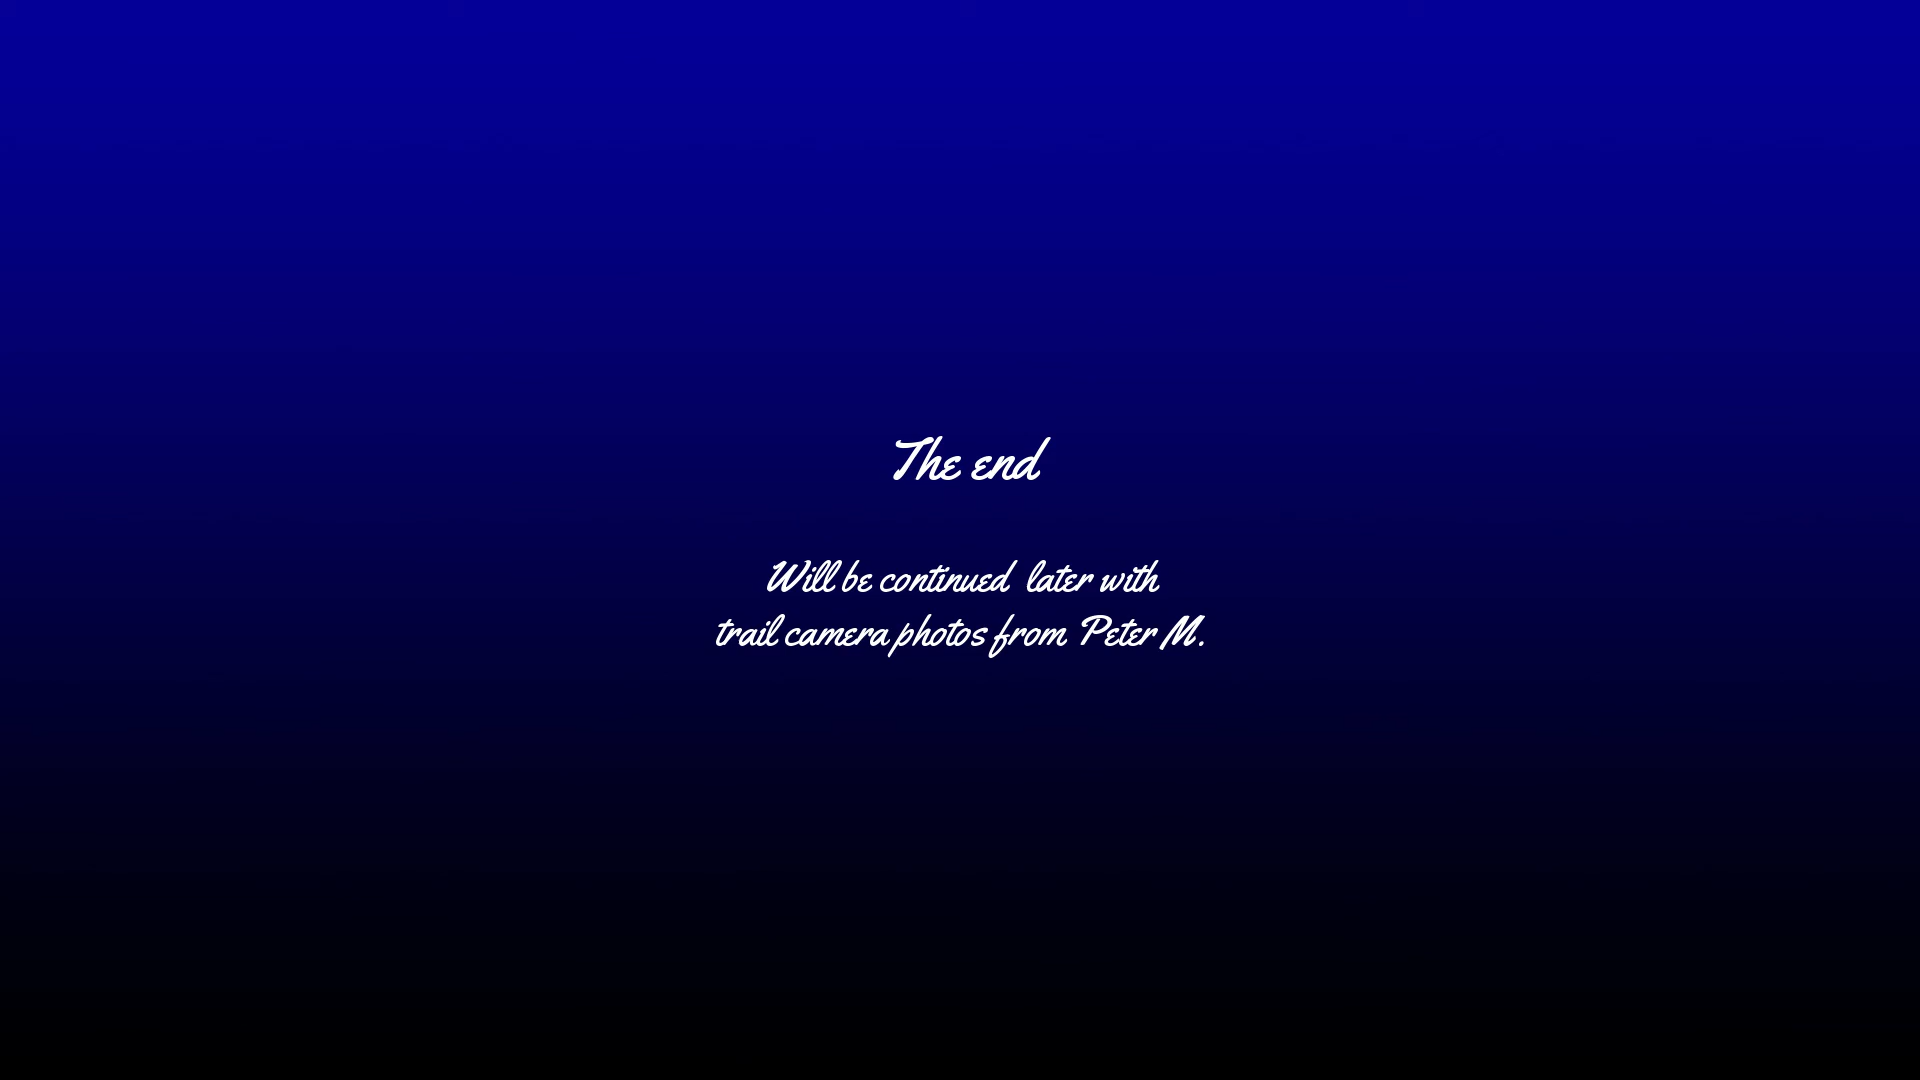 The end
Will be continued later with
trail camera photos from Peter M.